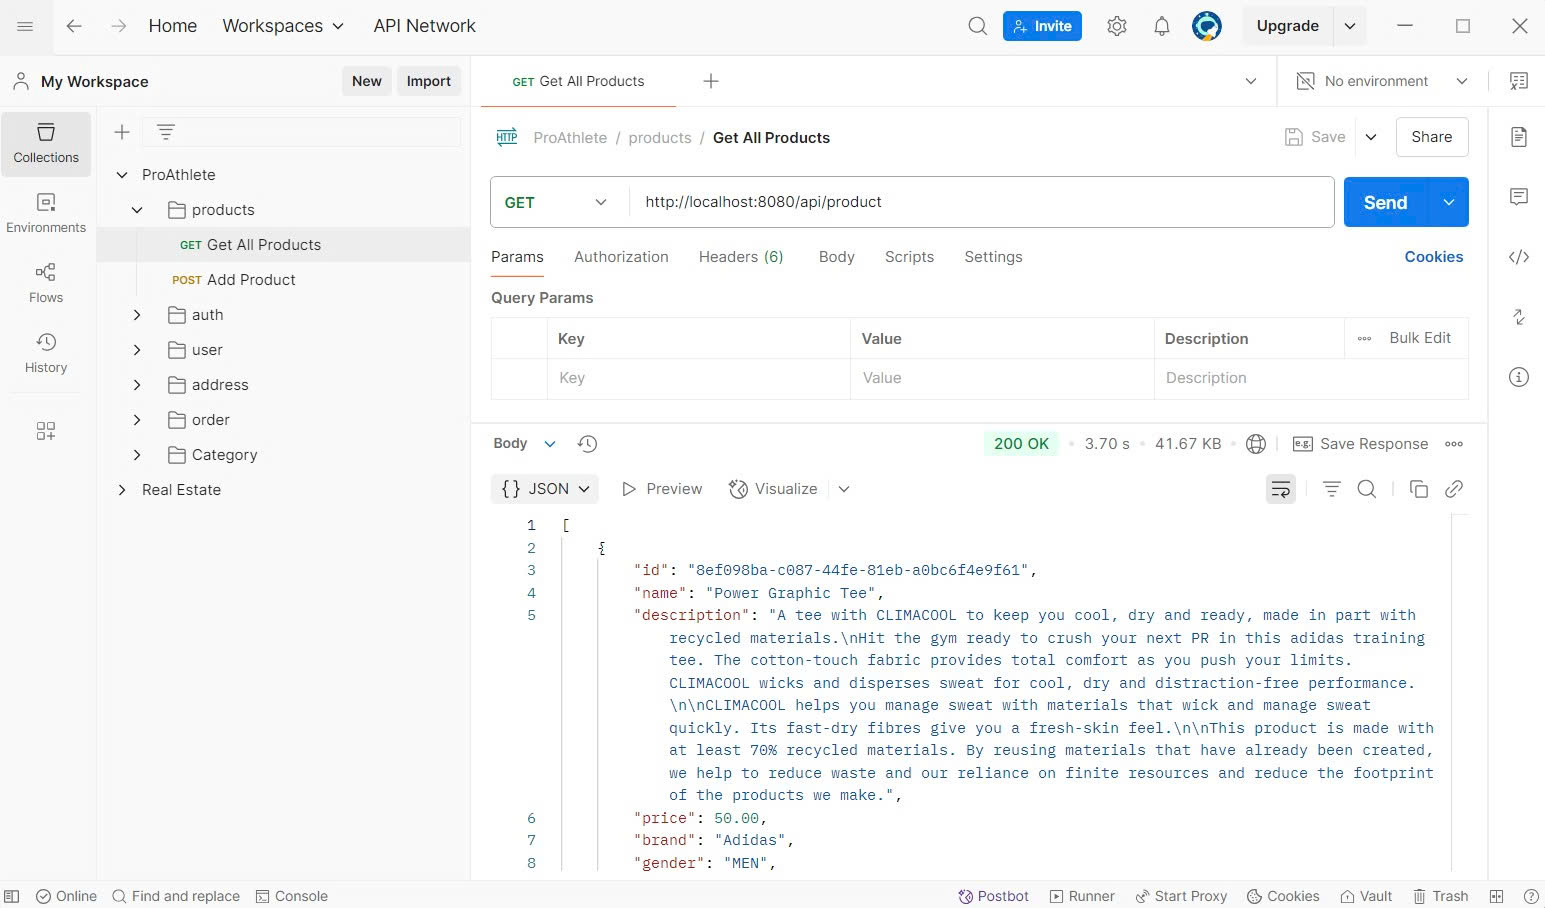 Home Workspaces API Network Invite Upgrade
My Workspace New Import
GET Get All Products No environment
Collections
Environments
Flows
History
ProAthlete
products
GET Get All Products
POST Add Product
auth
user
address
order
Category
Real Estate
HTTP ProAthlete / products / Get All Products Save Share
GET http://localhost:8080/api/product Send
Params Authorization Headers (6) Body Scripts Settings Cookies
Query Params
Key Value Description Bulk Edit
Key Value Description
Body 200 OK 3.70 s 41.67 KB e.g. Save Response
{} JSON Preview Visualize
1 [
2 {
3 "id": "8ef098ba-c087-44fe-81eb-a0bc6f4e9f61",
4 "name": "Power Graphic Tee",
5 "description": "A tee with CLIMACOOL to keep you cool, dry and ready, made in part with
recycled materials.\nHit the gym ready to crush your next PR in this adidas training
tee. The cotton-touch fabric provides total comfort as you push your limits.
CLIMACOOL wicks and disperses sweat for cool, dry and distraction-free performance.
\n\nCLIMACOOL helps you manage sweat with materials that wick and manage sweat
quickly. Its fast-dry fibres give you a fresh-skin feel.\n\nThis product is made with
at least 70% recycled materials. By reusing materials that have already been created,
we help to reduce waste and our reliance on finite resources and reduce the footprint
of the products we make.",
6 "price": 50.00,
7 "brand": "Adidas",
8 "gender": "MEN",
Online Find and replace Console Postbot Runner Start Proxy Cookies Vault Trash